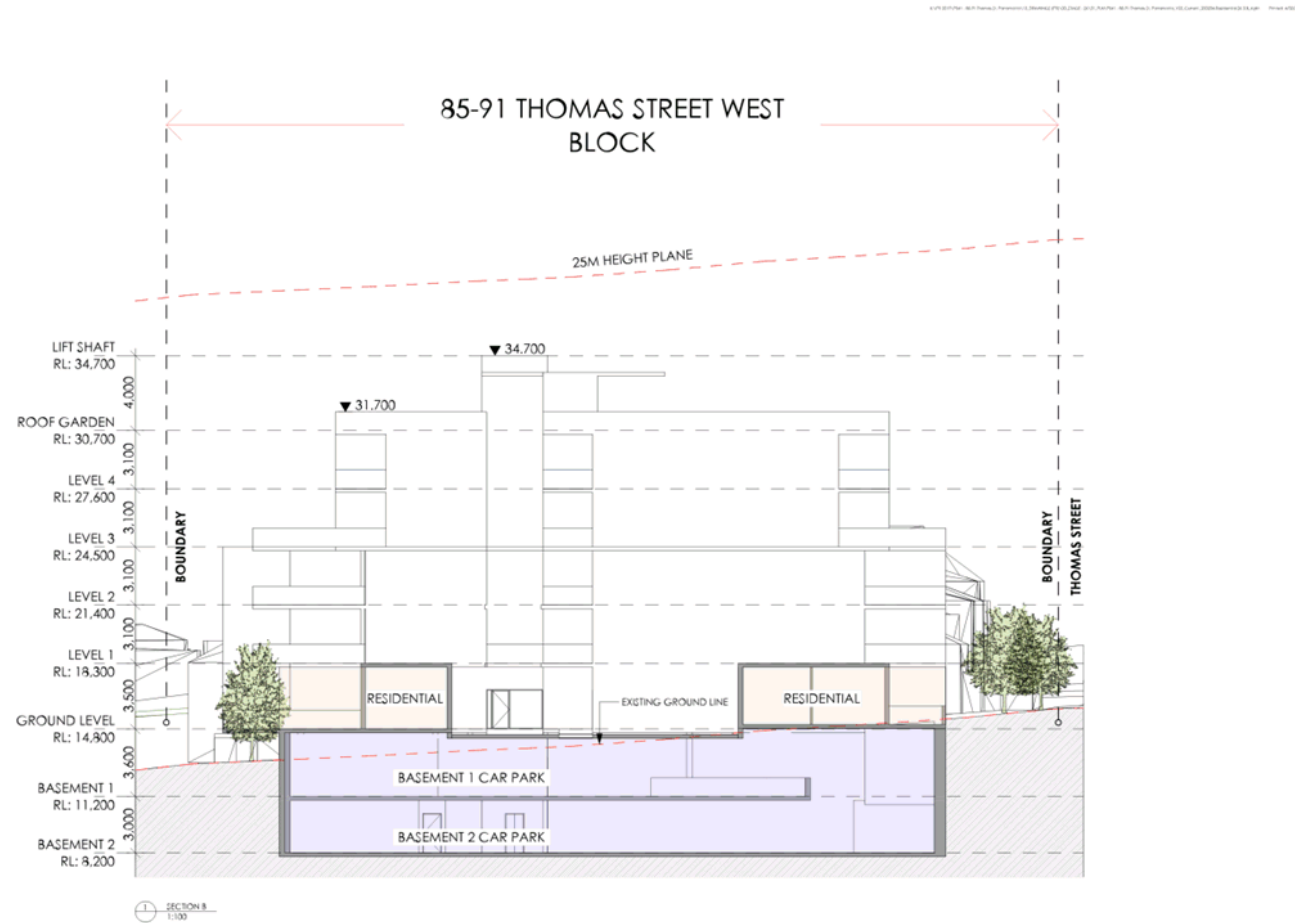 85-91 THOMAS STREET WEST
BLOCK
25M HEIGHT PLANE
LIFT SHAFT
RL: 34,700
34.700
4,000
31.700
ROOF GARDEN
RL: 30,700
3,100
LEVEL 4
RL: 27,600
3,100
LEVEL 3
RL: 24,500
3,100
LEVEL 2
RL: 21,400
3,100
LEVEL 1
RL: 18,300
3,500
GROUND LEVEL
RL: 14,800
3,600
BASEMENT 1
RL: 11,200
3,000
BASEMENT 2
RL: 8,200
BOUNDARY
BOUNDARY
THOMAS STREET
RESIDENTIAL
EXISTING GROUND LINE
RESIDENTIAL
BASEMENT 1 CAR PARK
BASEMENT 2 CAR PARK
1
SECTION B
1:100